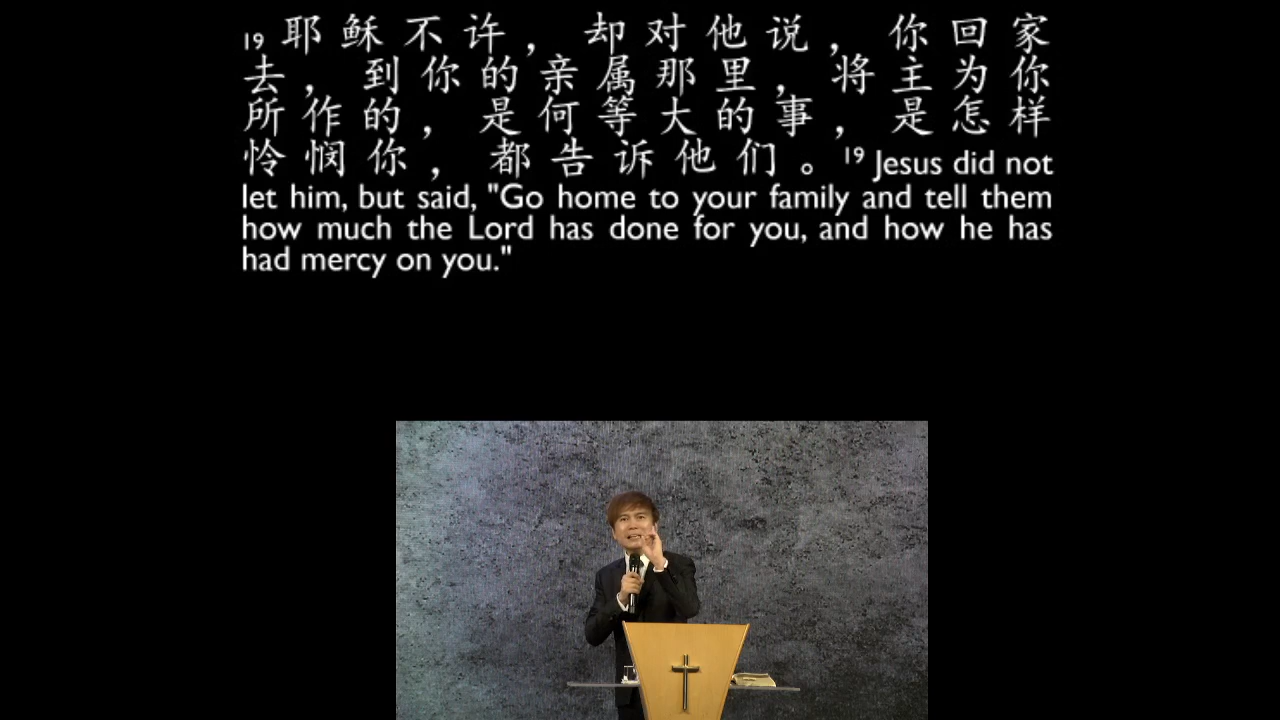 19 耶稣不许，却对他说，你回家
去，到你的亲属那里，将主为你
所作的，是何等大的事，是怎样
怜悯你，都告诉他们。19 Jesus did not
let him, but said, "Go home to your family and tell them
how much the Lord has done for you, and how he has
had mercy on you."